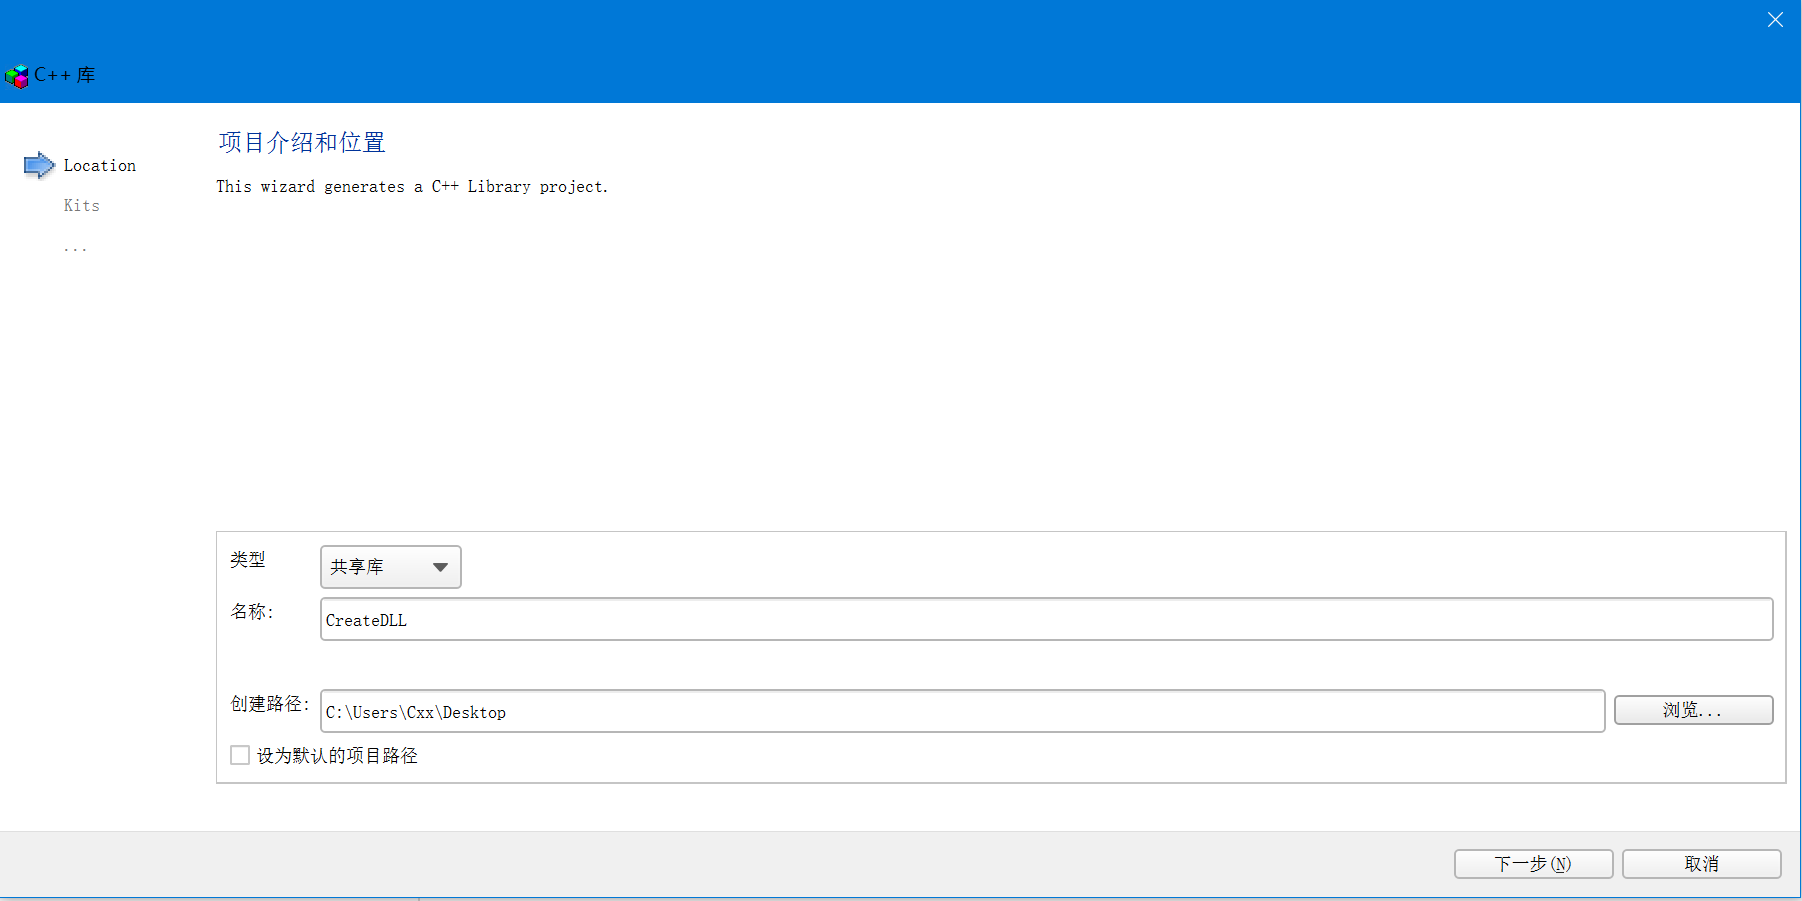 C++ 库
Location
Kits
...
项目介绍和位置
This wizard generates a C++ Library project.
类型
共享库
名称:
CreateDLL
创建路径:
C:\Users\Cxx\Desktop
浏览...
设为默认的项目路径
下一步(N)
取消